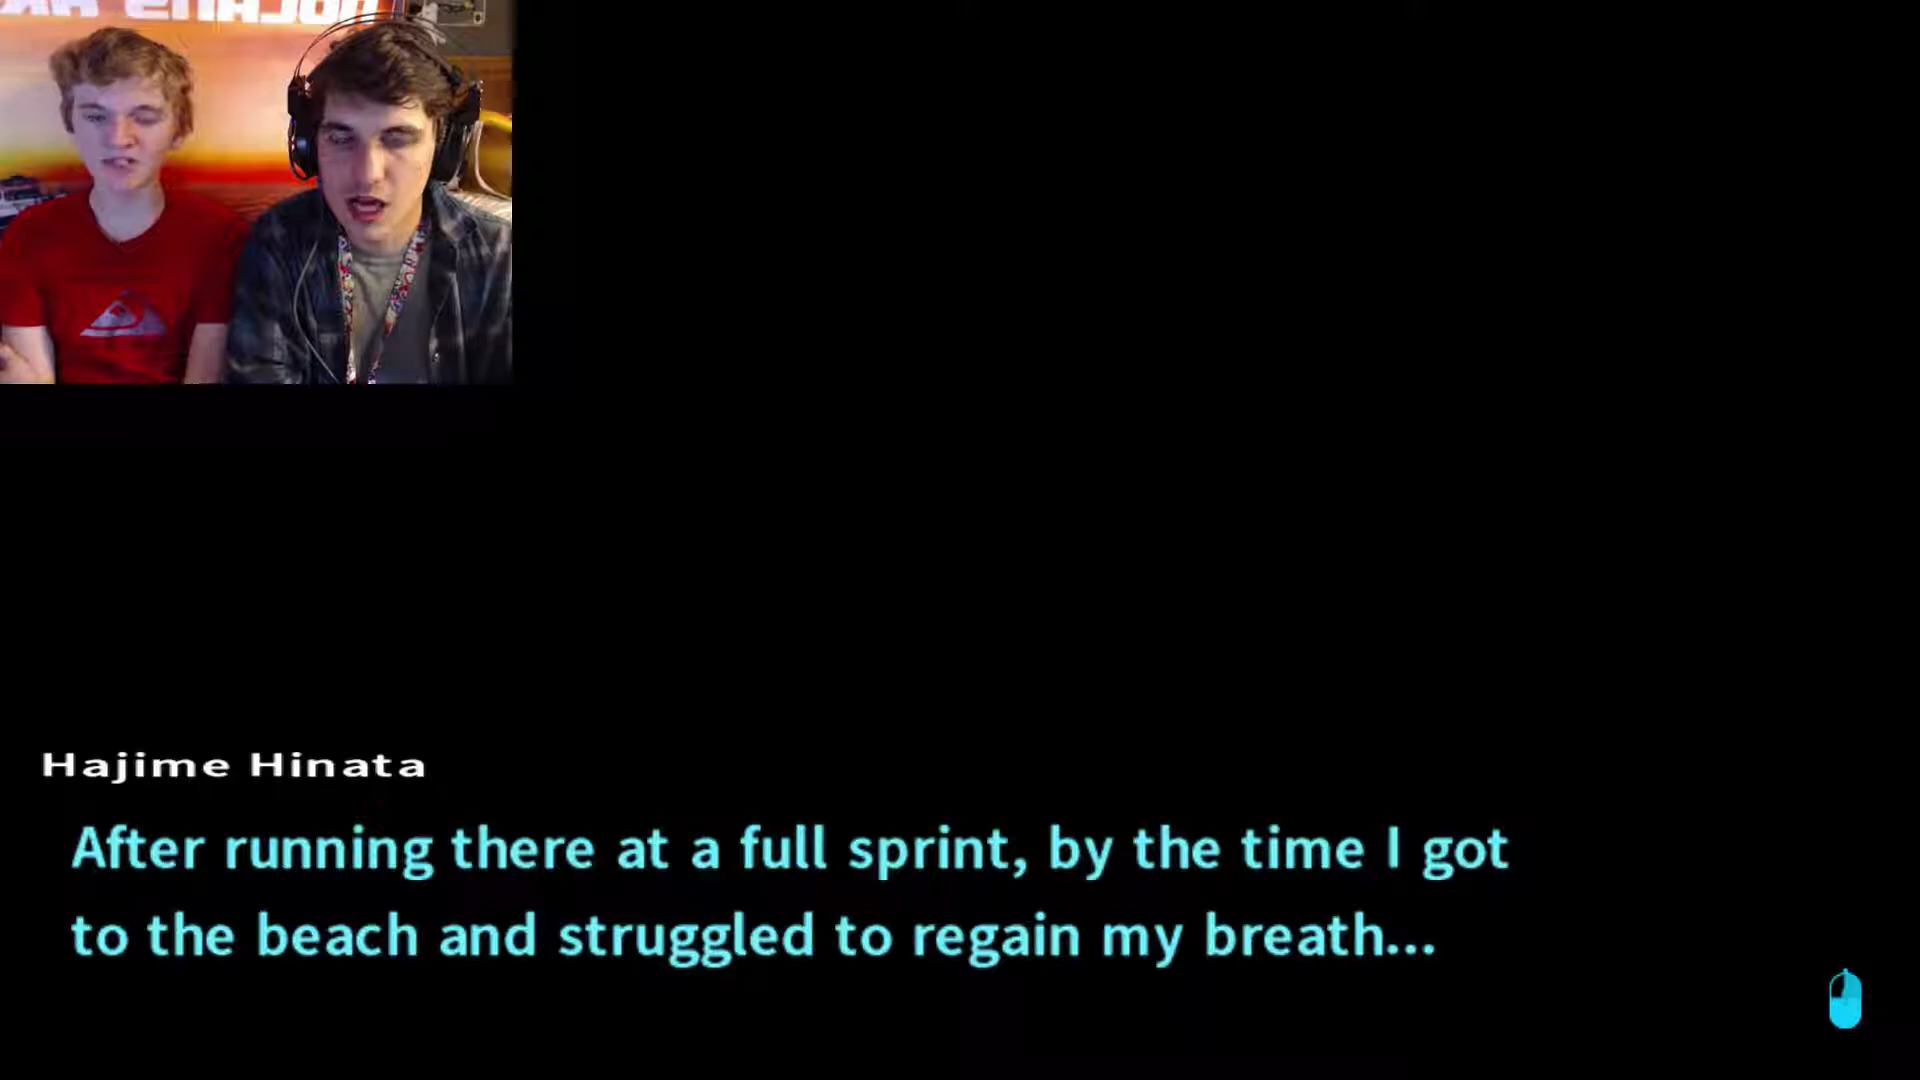 Hajime Hinata
After running there at a full sprint, by the time I got
to the beach and struggled to regain my breath...